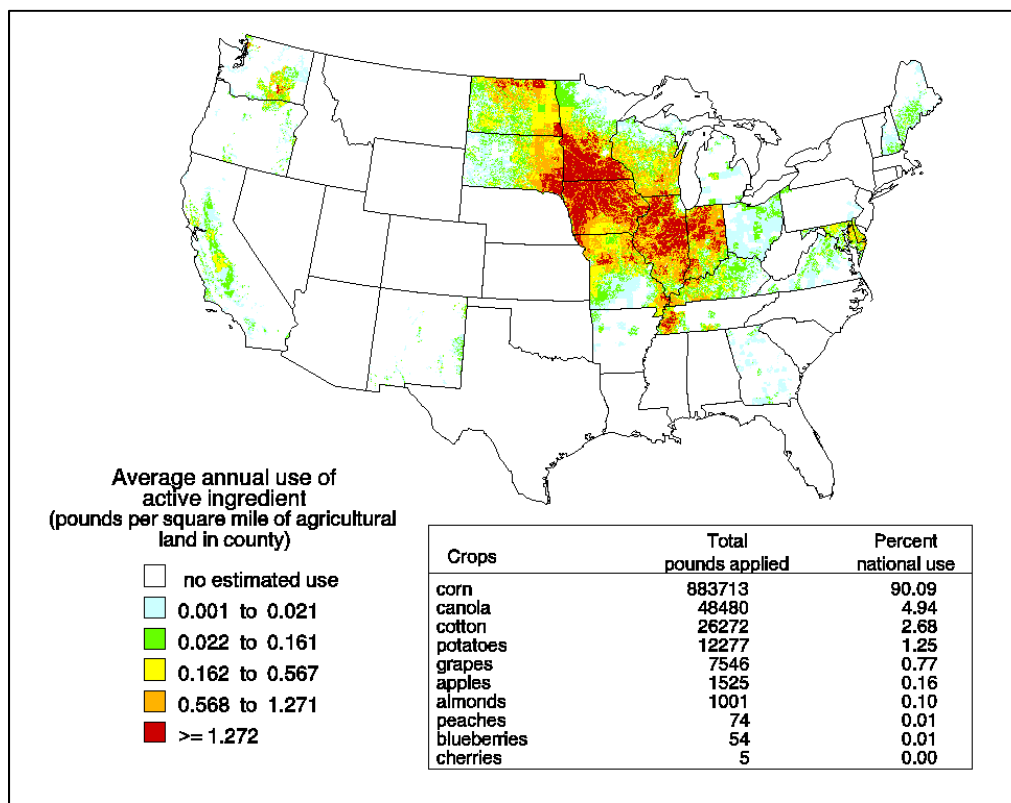 Average annual use of
active ingredient
(pounds per square mile of agricultural
land in county)
no estimated use
0.001 to 0.021
0.022 to 0.161
0.162 to 0.567
0.568 to 1.271
>= 1.272
Crops Total pounds applied Percent national use
corn 883713 90.09
canola 48480 4.94
cotton 26272 2.68
potatoes 12277 1.25
grapes 7546 0.77
apples 1525 0.16
almonds 1001 0.10
peaches 74 0.01
blueberries 54 0.01
cherries 5 0.00